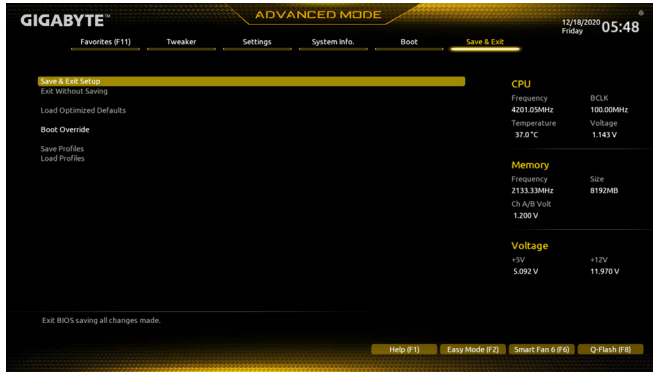 GIGABYTE™
ADVANCED MODE
12/18/2020
Friday
05:48
Favorites (F11)
Tweaker
Settings
System Info.
Boot
Save & Exit
Save & Exit Setup
Exit Without Saving
Load Optimized Defaults
Boot Override
Save Profiles
Load Profiles
CPU
Frequency BCLK
4201.05MHz 100.00MHz
Temperature Voltage
37.0 °C 1.143 V
Memory
Frequency Size
2133.33MHz 8192MB
Ch A/B Volt
1.200 V
Voltage
+5V +12V
5.092 V 11.970 V
Exit BIOS saving all changes made.
Help (F1)
Easy Mode (F2)
Smart Fan 6 (F6)
Q-Flash (F8)